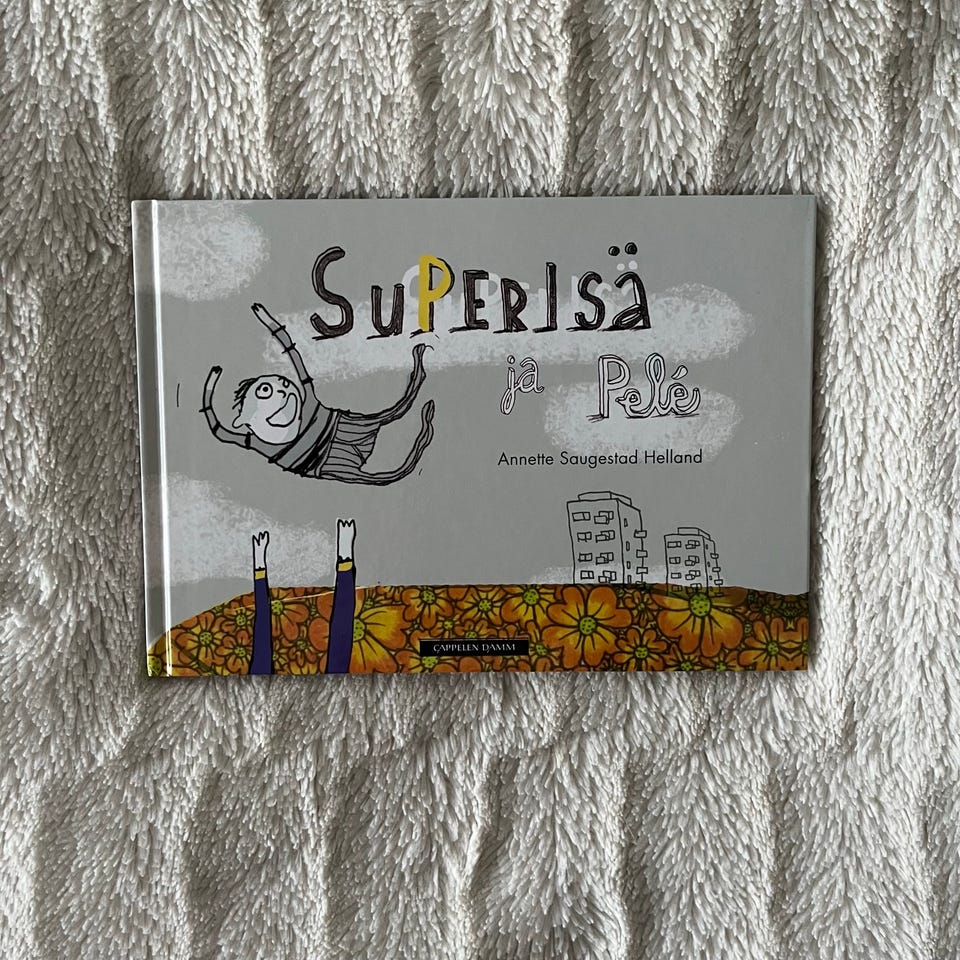 SuPerIsä
ja Pelé
Annette Saugestad Helland
CAPPELEN DAMM